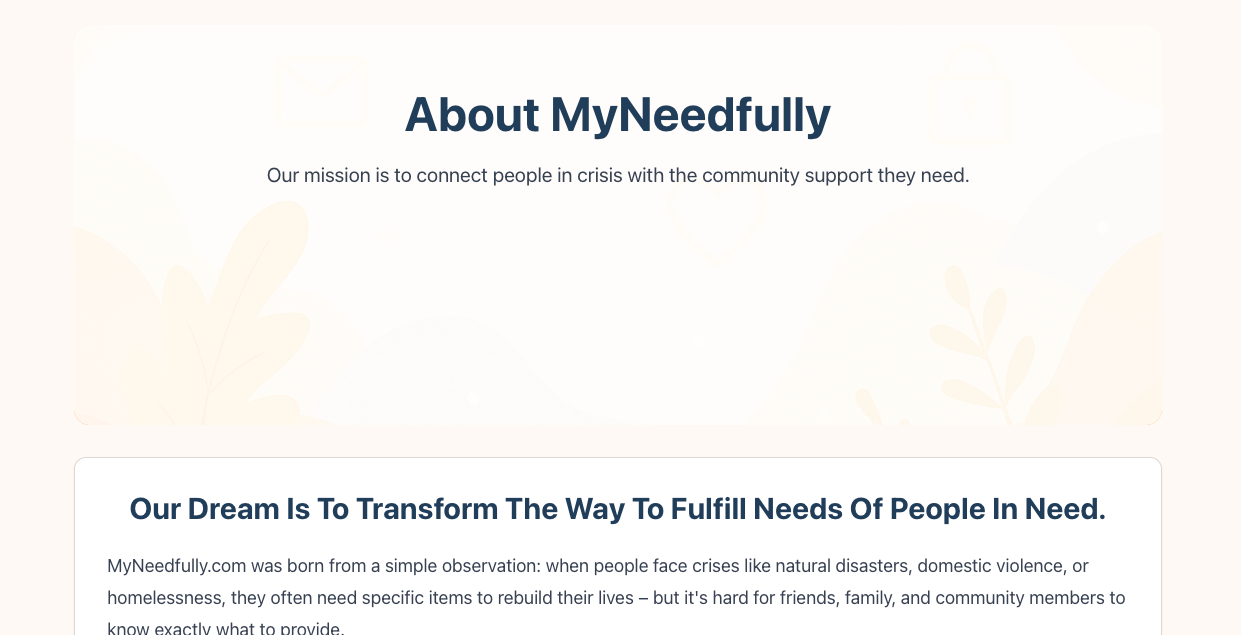 About MyNeedfully
Our mission is to connect people in crisis with the community support they need.
Our Dream Is To Transform The Way To Fulfill Needs Of People In Need.
MyNeedfully.com was born from a simple observation: when people face crises like natural disasters, domestic violence, or
homelessness, they often need specific items to rebuild their lives – but it's hard for friends, family, and community members to
know exactly what to provide.